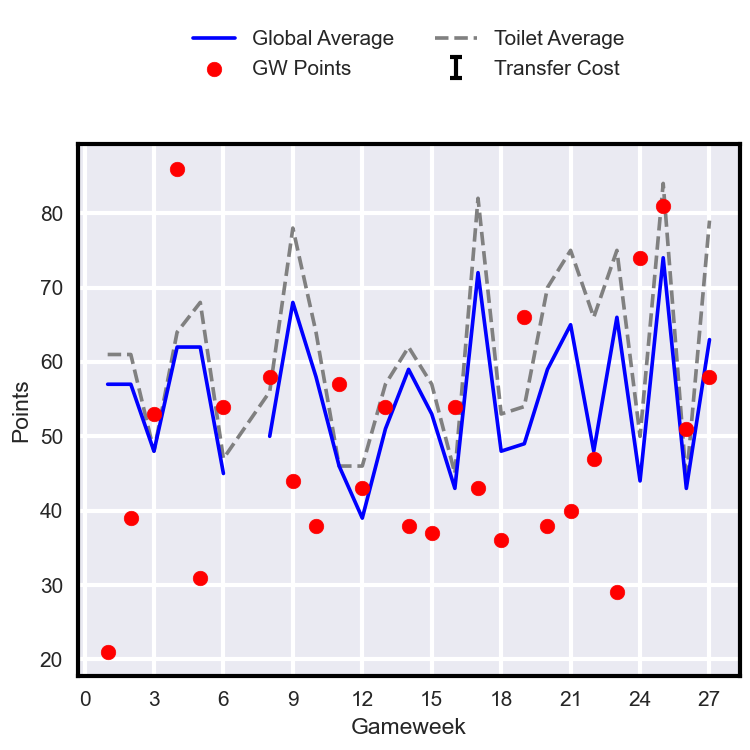 Global Average
Toilet Average
GW Points
Transfer Cost
80
70
60
50
40
30
20
Points
0 3 6 9 12 15 18 21 24 27
Gameweek